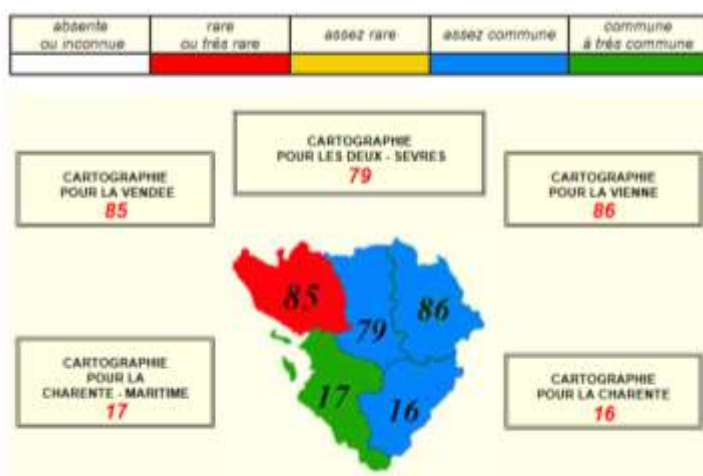 absente
ou inconnue
rare
ou trés rare
assez rare
assez commune
commune
à trés commune
CARTOGRAPHIE
POUR LES DEUX - SEVRES
79
CARTOGRAPHIE
POUR LA VENDEE
85
CARTOGRAPHIE
POUR LA VIENNE
86
85
79
86
17
16
CARTOGRAPHIE
POUR LA
CHARENTE - MARITIME
17
CARTOGRAPHIE
POUR LA CHARENTE
16